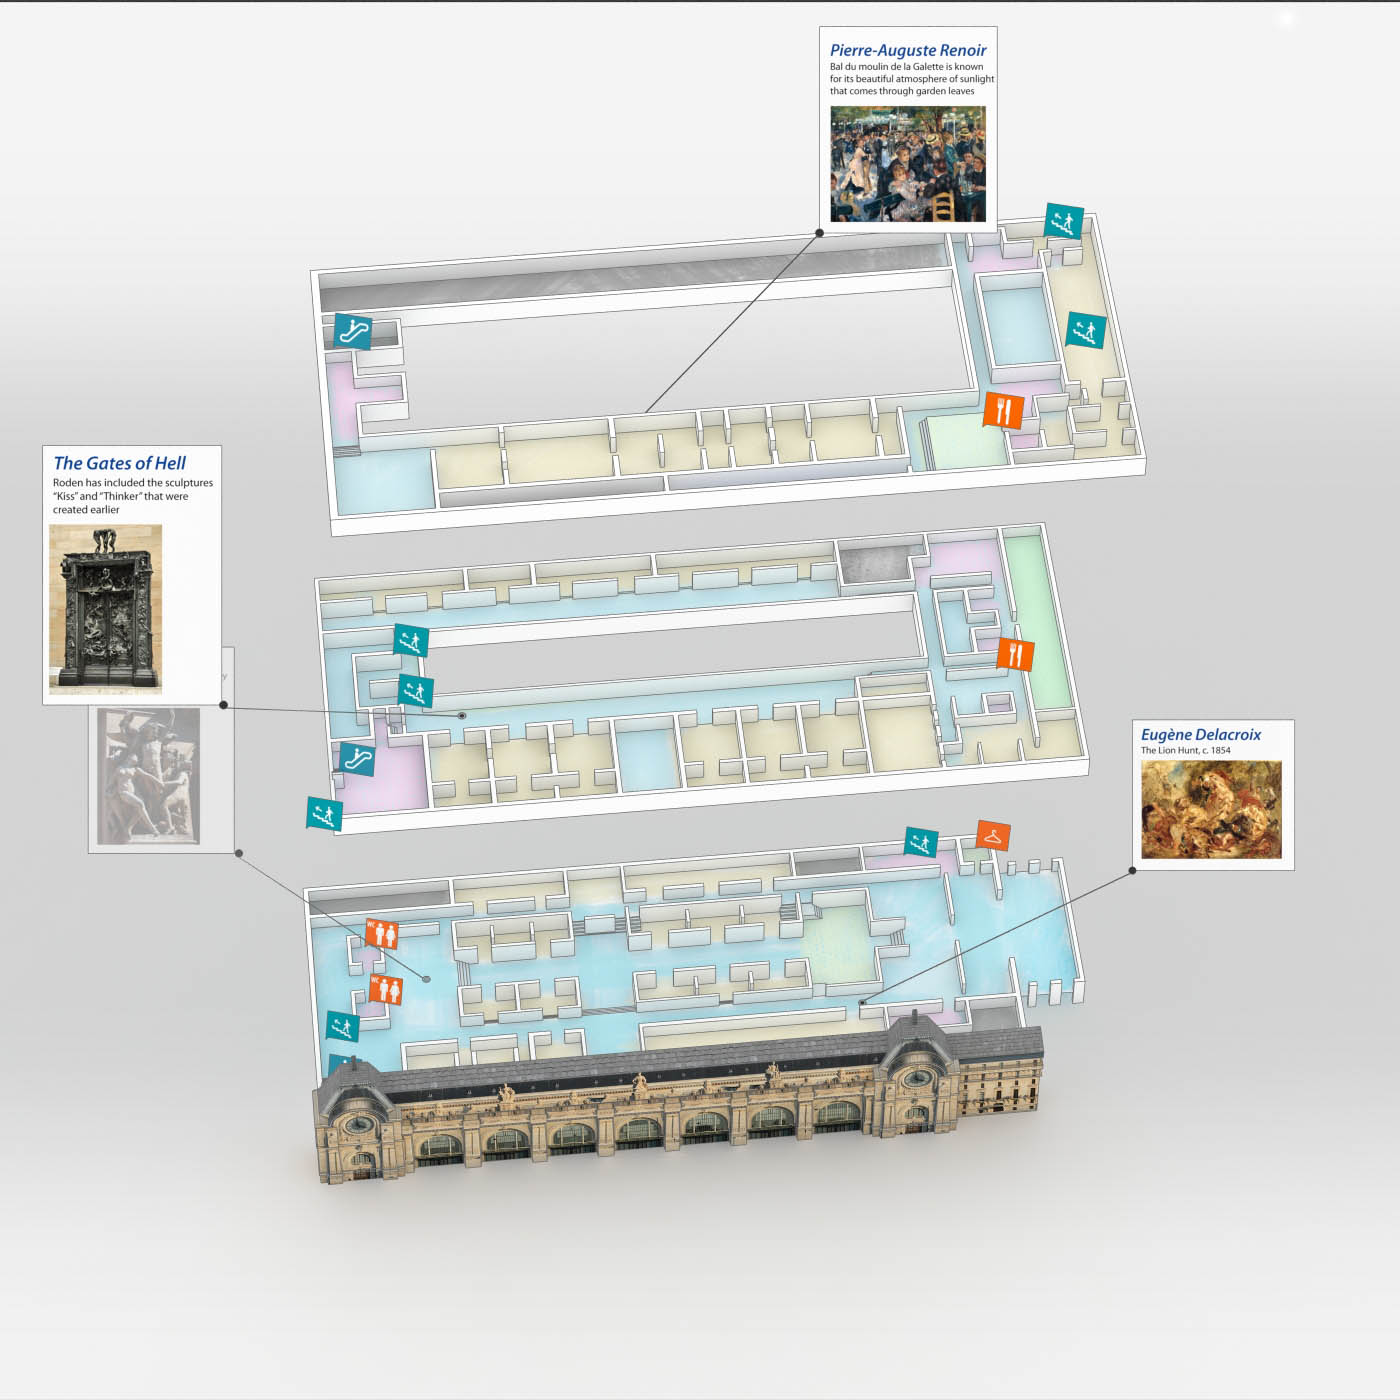 Pierre-Auguste Renoir
Bal du moulin de la Galette is known
for its beautiful atmosphere of sunlight
that comes through garden leaves
The Gates of Hell
Roden has included the sculptures
“Kiss” and “Thinker” that were
created earlier
y
Eugène Delacroix
The Lion Hunt, c. 1854
WC
WC